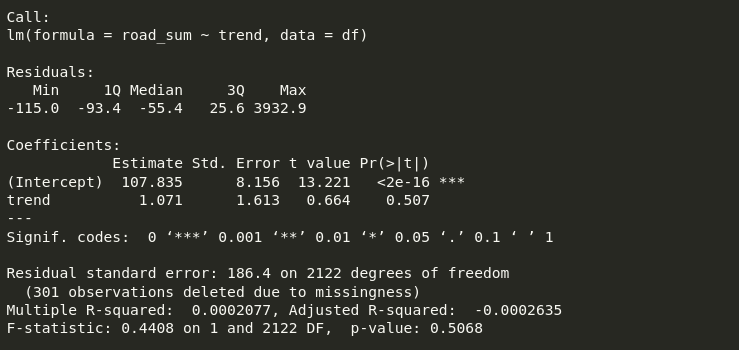 Call:
lm(formula = road_sum ~ trend, data = df)
Residuals:
   Min     1Q Median     3Q    Max
-115.0  -93.4  -55.4   25.6 3932.9
Coefficients:
            Estimate Std. Error t value Pr(>|t|)
(Intercept)  107.835      8.156  13.221   <2e-16 ***
trend          1.071      1.613   0.664    0.507
---
Signif. codes:  0 ‘***’ 0.001 ‘**’ 0.01 ‘*’ 0.05 ‘.’ 0.1 ‘ ’ 1
Residual standard error: 186.4 on 2122 degrees of freedom
  (301 observations deleted due to missingness)
Multiple R-squared:  0.0002077, Adjusted R-squared:  -0.0002635
F-statistic: 0.4408 on 1 and 2122 DF,  p-value: 0.5068